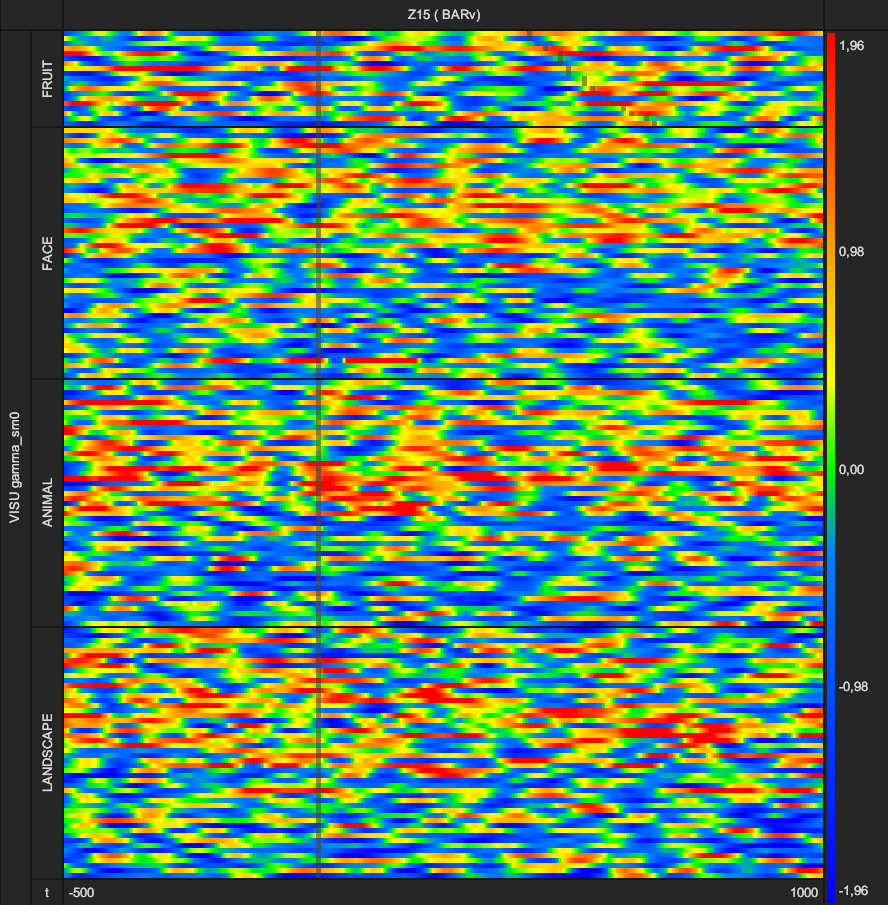 Z15 ( BARv)
VISU gamma_sm0
FRUIT
FACE
ANIMAL
LANDSCAPE
1,96
0,98
0,00
-0,98
-1,96
t
-500
1000